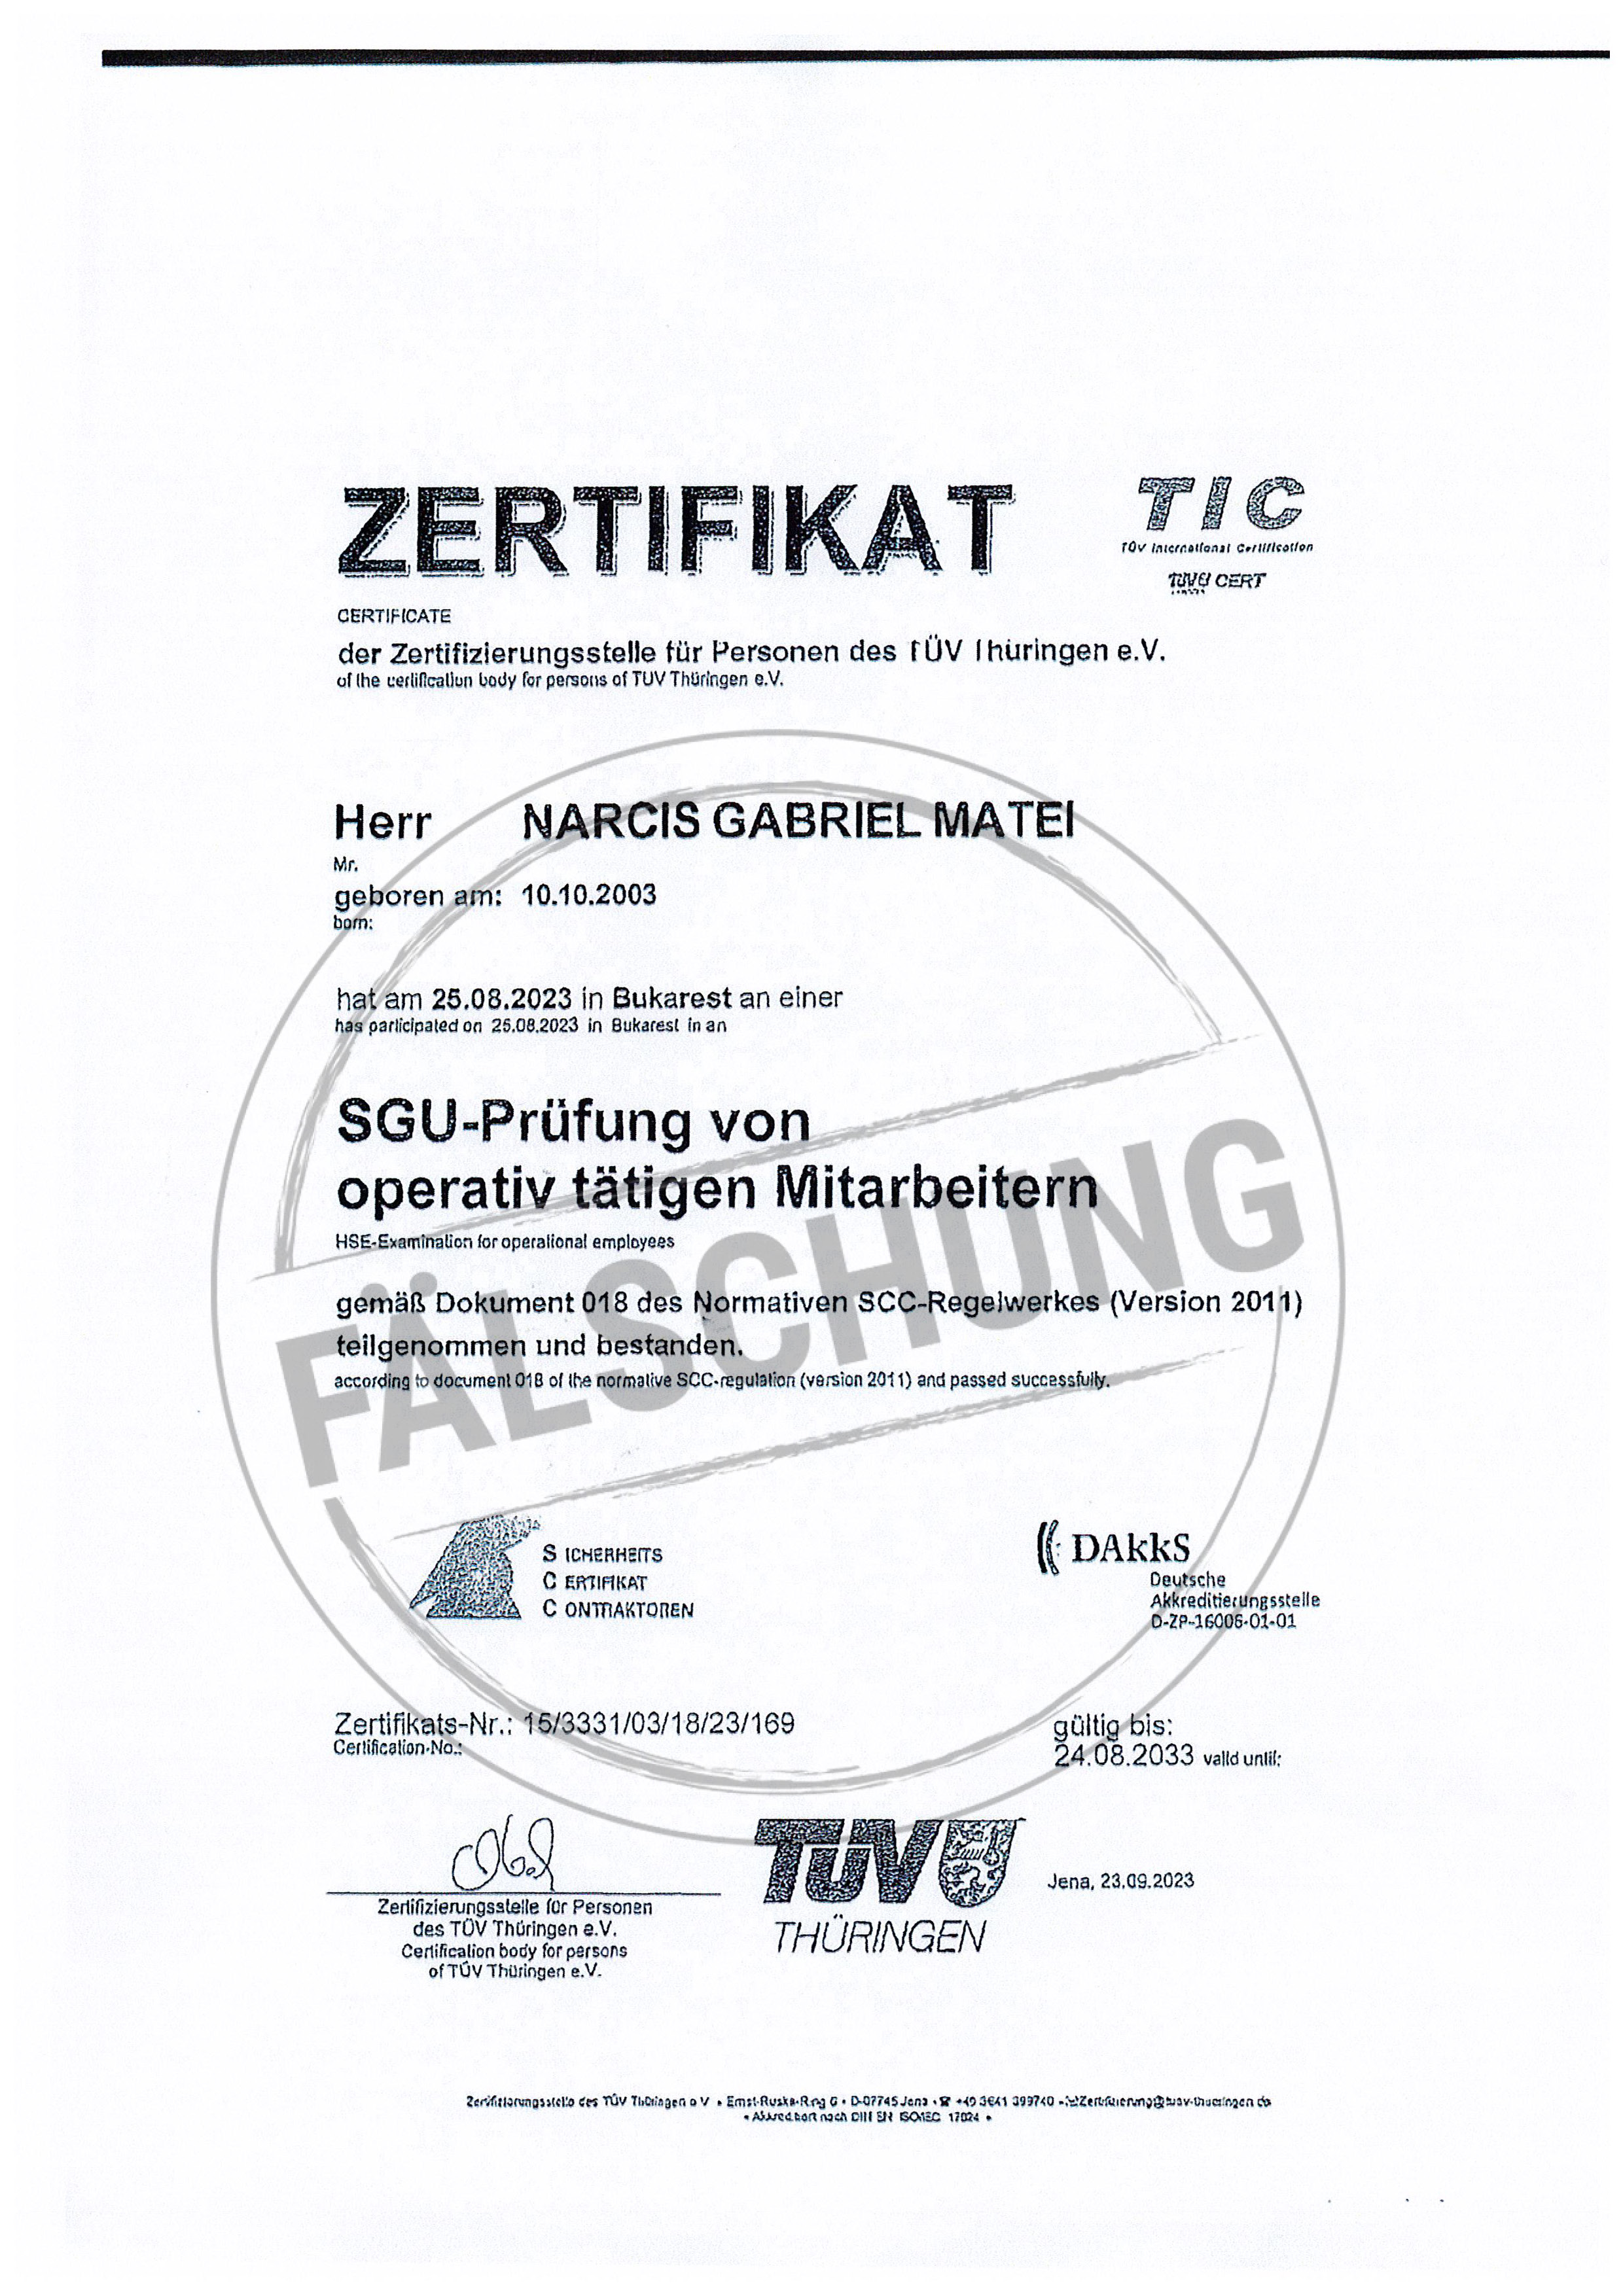 ZERTIFIKAT
TIC
TÜV International Certification
CERT
CERTIFICATE
der Zertifizierungsstelle für Personen des TÜV Thüringen e.V.
of the certification body for persons of TÜV Thüringen e.V.
Herr NARCIS GABRIEL MATEI
Mr.
geboren am: 10.10.2003
born:
hat am 25.08.2023 in Bukarest an einer
has participated on 25.08.2023 in Bukarest in an
SGU-Prüfung von
operativ tätigen Mitarbeitern
HSE-Examination for operational employees
FÄLSCHUNG
gemäß Dokument 018 des Normativen SCC-Regelwerkes (Version 2011)
teilgenommen und bestanden.
according to document 018 of the normative SCC-regulation (version 2011) and passed successfully.
SICHERHEITS
CERTIFIKAT
CONTRAKTOREN
DAkkS
Deutsche
Akkreditierungsstelle
D-ZP-16006-01-01
Zertifikats-Nr.: 15/3331/03/18/23/169
Certification-No.:
gültig bis:
24.08.2033 valid until:
Zertifizierungsstelle für Personen
des TÜV Thüringen e.V.
Certification body for persons
of TÜV Thüringen e.V.
TÜV
THÜRINGEN
Jena, 23.09.2023
Zertifizierungsstelle des TÜV Thüringen e.V. • Ernst-Ruska-Ring 6 • D-07745 Jena • ☎ +49 3641 399740 • Zertifizierung@tuev-thueringen.de
• Akkreditiert nach DIN EN ISO/IEC 17024 •